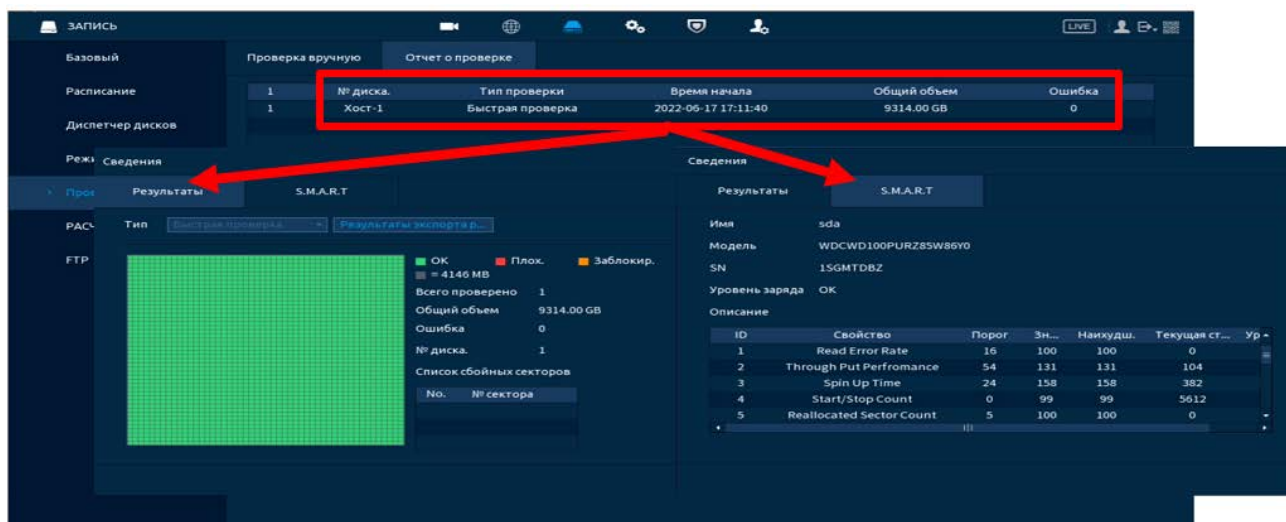 ЗАПИСЬ LIVE
Базовый Проверка вручную Отчет о проверке
Расписание 1 № диска. Тип проверки Время начала Общий объем Ошибка
1 Хост-1 Быстрая проверка 2022-06-17 17:11:40 9314.00 GB 0
Диспетчер дисков
Режи
Прое
РАСЧ
FTP
Сведения
Результаты S.M.A.R.T
Тип Быстрая проверка. Результаты экспорта р...
OK Плох. Заблокир.
= 4146 MB
Всего проверено 1
Общий объем 9314.00 GB
Ошибка 0
№ диска. 1
Список сбойных секторов
No. № сектора
Сведения
Результаты S.M.A.R.T
Имя sda
Модель WDCWD100PURZ85W86Y0
SN 1SGMTDBZ
Уровень заряда OK
Описание
ID Свойство Порог Зн... Наихудш. Текущая ст... Ур
1 Read Error Rate 16 100 100 0
2 Through Put Perfromance 54 131 131 104
3 Spin Up Time 24 158 158 382
4 Start/Stop Count 0 99 99 5612
5 Reallocated Sector Count 5 100 100 0